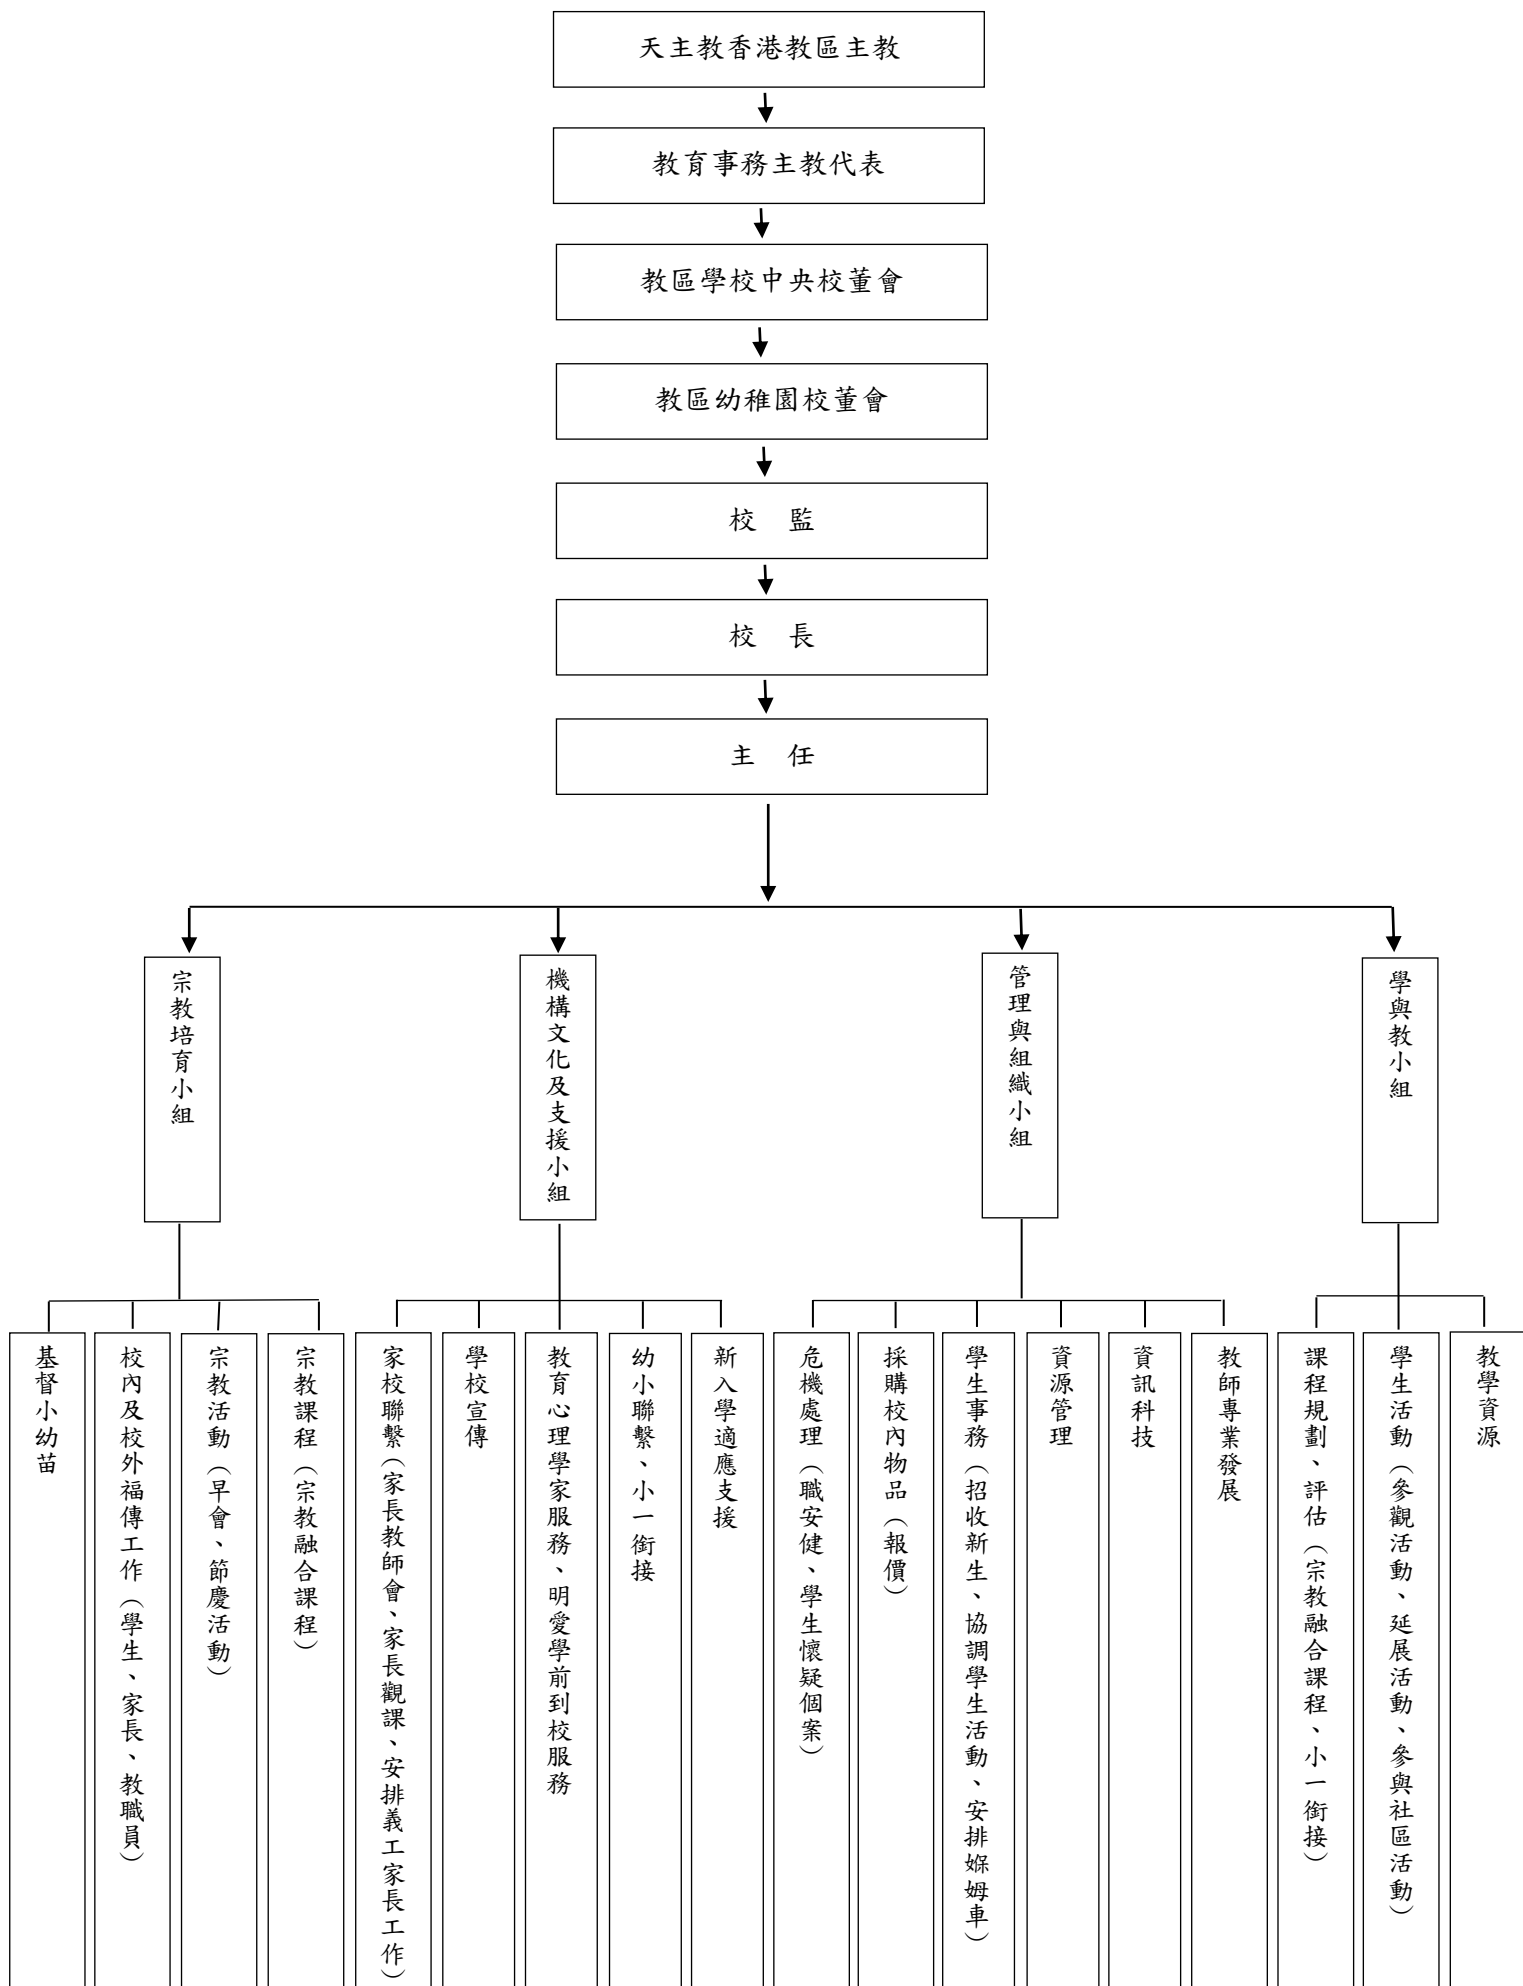 天主教香港教區主教
教育事務主教代表
教區學校中央校董會
教區幼稚園校董會
校　監
校　長
主　任
宗教培育小組
機構文化及支援小組
管理與組織小組
學與教小組
基督小幼苗
校內及校外福傳工作（學生、家長、教職員）
宗教活動（早會、節慶活動）
宗教課程（宗教融合課程）
家校聯繫（家長教師會、家長觀課、安排義工家長工作）
學校宣傳
教育心理學家服務、明愛學前到校服務
幼小聯繫、小一銜接
新入學適應支援
危機處理（職安健、學生懷疑個案）
採購校內物品（報價）
學生事務（招收新生、協調學生活動、安排媬姆車）
資源管理
資訊科技
教師專業發展
課程規劃、評估（宗教融合課程、小一銜接）
學生活動（參觀活動、延展活動、參與社區活動）
教學資源